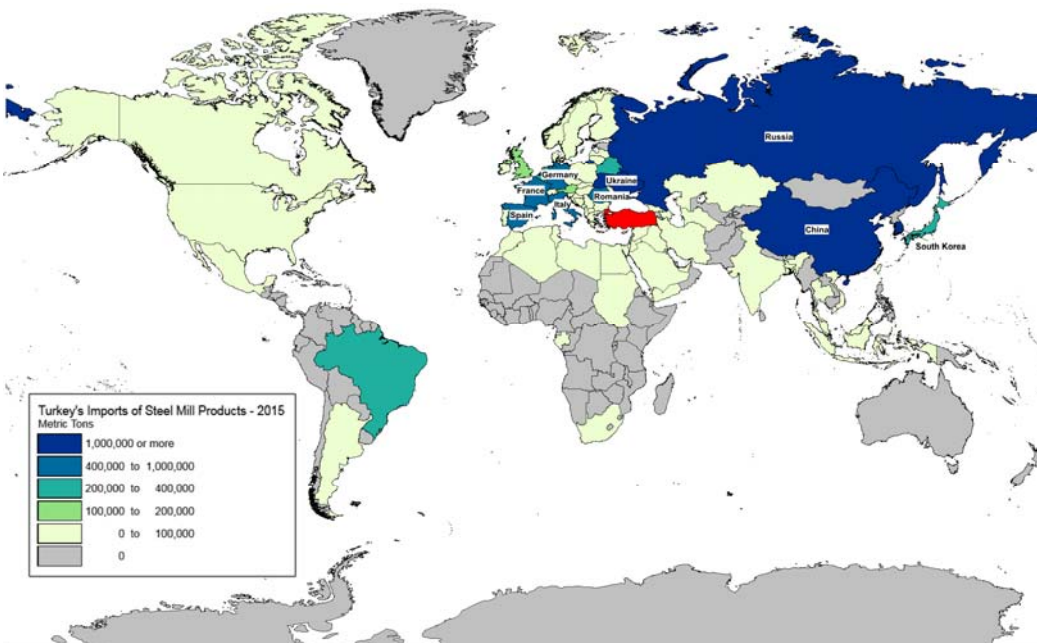 Russia
Germany
Ukraine
France
Romania
Italy
Spain
China
South Korea
Turkey's Imports of Steel Mill Products - 2015
Metric Tons
1,000,000 or more
400,000 to 1,000,000
200,000 to 400,000
100,000 to 200,000
0 to 100,000
0